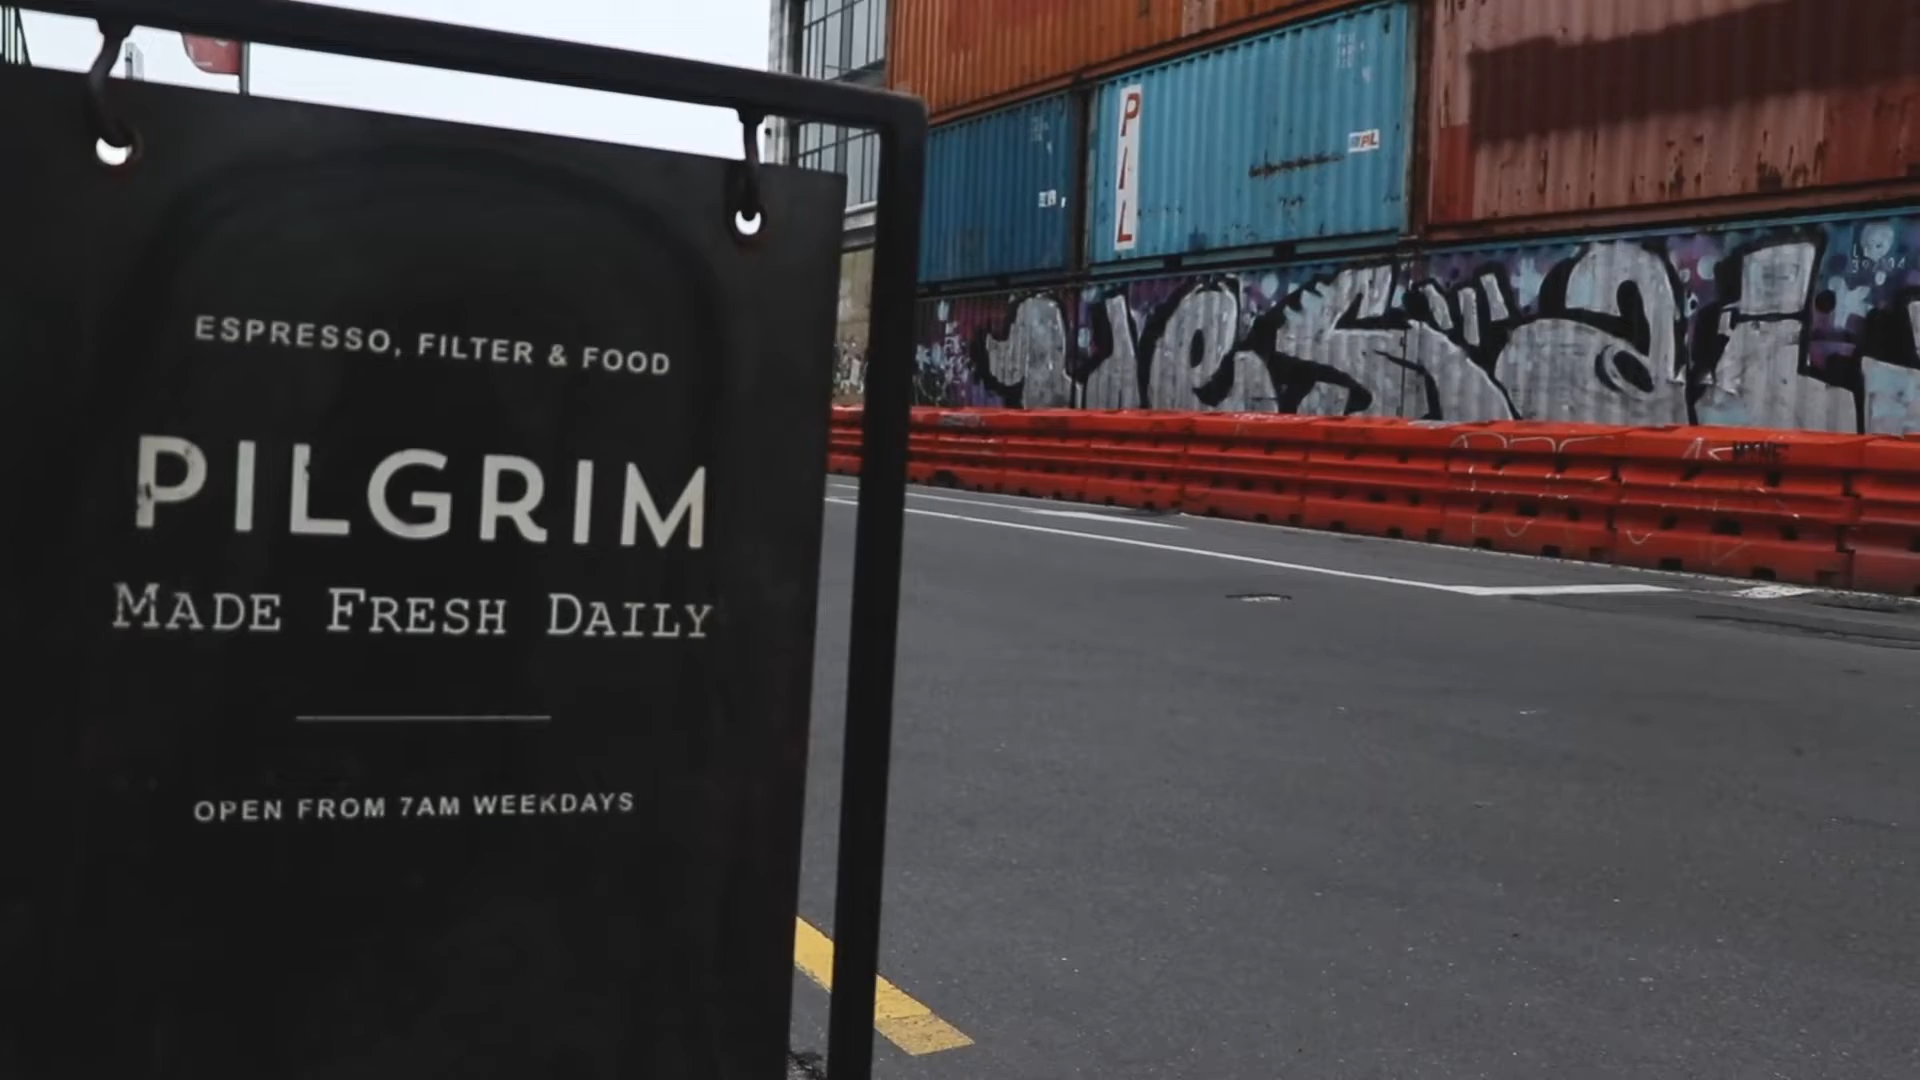 ESPRESSO, FILTER & FOOD
PILGRIM
MADE FRESH DAILY
OPEN FROM 7AM WEEKDAYS
PIL
PIL